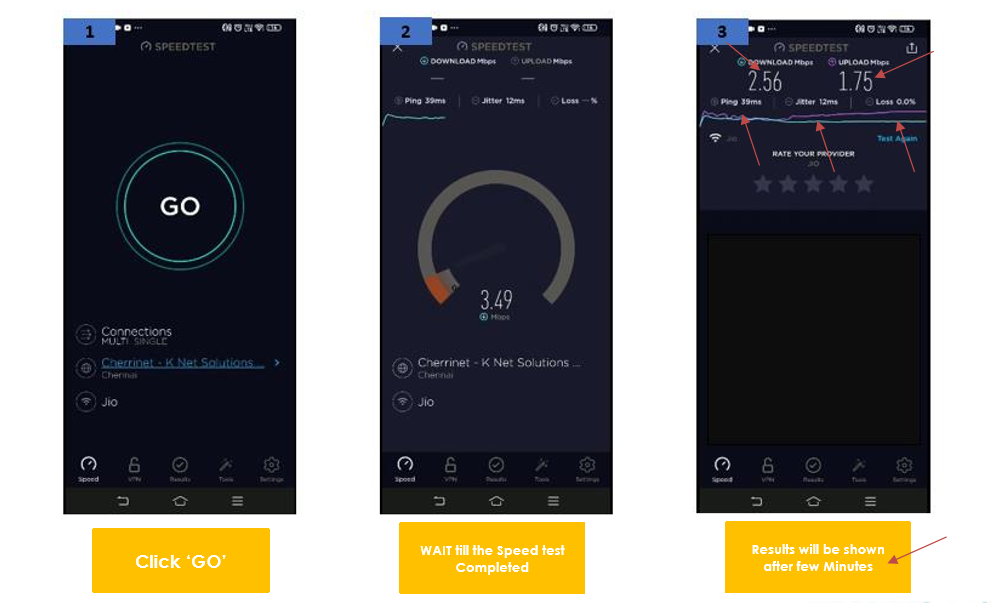 1
SPEEDTEST
GO
Connections
MULTI SINGLE
Cherrinet - K Net Solutions ...
Chennai
Jio
Speed
VPN
Results
Tools
Settings
Click ‘GO’
2
SPEEDTEST
DOWNLOAD Mbps
UPLOAD Mbps
Ping 39ms
Jitter 12ms
Loss --- %
3.49
Mbps
Cherrinet - K Net Solutions ...
Chennai
Jio
Speed
VPN
Results
Tools
Settings
WAIT till the Speed test
Completed
3
SPEEDTEST
DOWNLOAD Mbps
UPLOAD Mbps
2.56
1.75
Ping 39ms
Jitter 12ms
Loss 0.0%
Jio
Test Again
RATE YOUR PROVIDER
JIO
Speed
VPN
Results
Tools
Settings
Results will be shown
after few Minutes